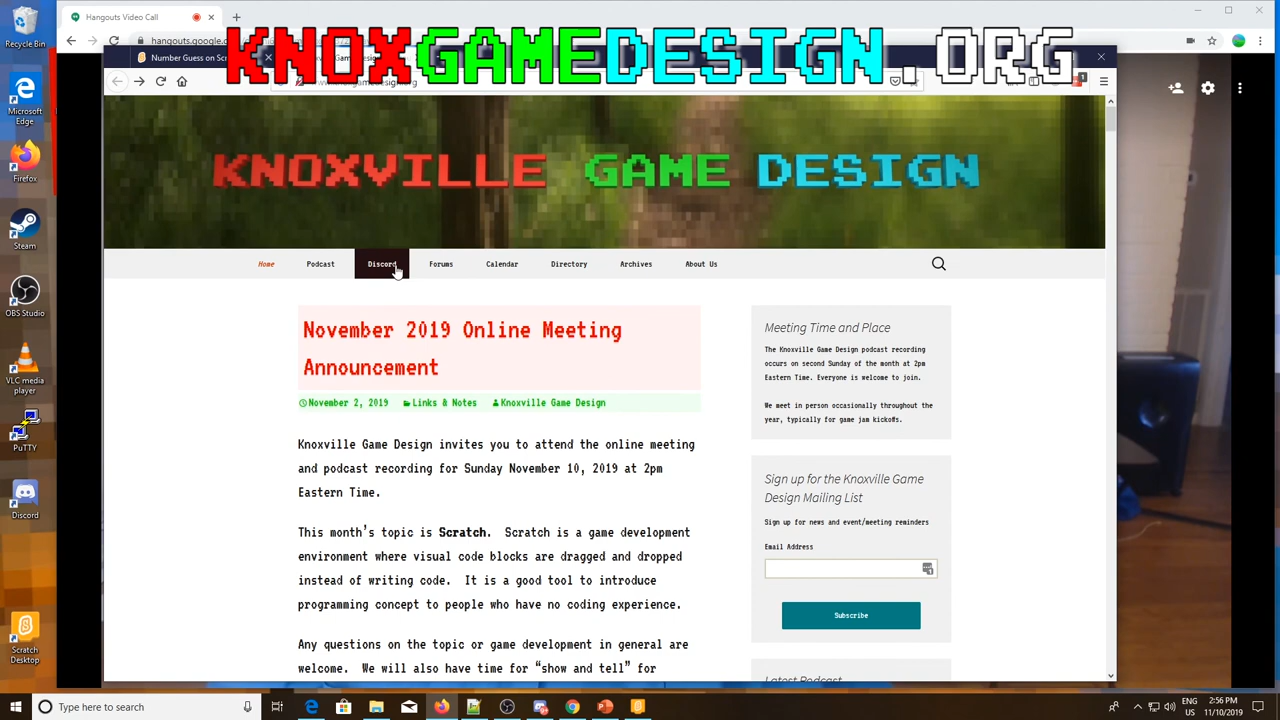 Recycle Bin
Hangouts Video Call
hangouts.google.c
KNOXGAMEDESIGN.ORG
Number Guess on Scr
KNOXVILLE GAME DESIGN
Home Podcast Discord Forums Calendar Directory Archives About Us
November 2019 Online Meeting
Announcement
November 2, 2019 Links & Notes Knoxville Game Design
Knoxville Game Design invites you to attend the online meeting
and podcast recording for Sunday November 10, 2019 at 2pm
Eastern Time.
This month's topic is Scratch. Scratch is a game development
environment where visual code blocks are dragged and dropped
instead of writing code. It is a good tool to introduce
programming concept to people who have no coding experience.
Any questions on the topic or game development in general are
welcome. We will also have time for "show and tell" for
Meeting Time and Place
The Knoxville Game Design podcast recording
occurs on second Sunday of the month at 2pm
Eastern Time. Everyone is welcome to join.
We meet in person occasionally throughout the
year, typically for game jam kickoffs.
Sign up for the Knoxville Game
Design Mailing List
Sign up for news and event/meeting reminders
Email Address
Subscribe
Latest Podcast
Microsoft
Edge
Firefox
Steam
OBS Studio
VLC media
player
PuTTY
Discord
Scratch
Desktop
Type here to search
ENG
US
2:56 PM
11/10/2019